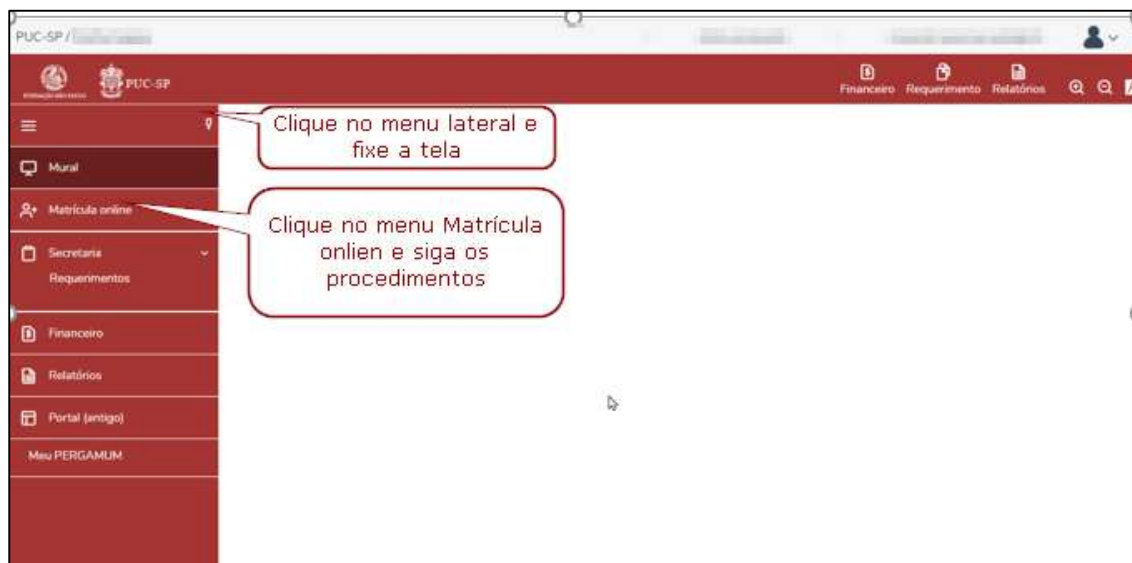 PUC-SP /
PUC-SP
Financeiro Requerimento Relatórios
Clique no menu lateral e
fixe a tela
Mural
Matrícula online
Clique no menu Matrícula
onlien e siga os
procedimentos
Secretaria
Requerimentos
Financeiro
Relatórios
Portal (antigo)
Meu PERGAMUM